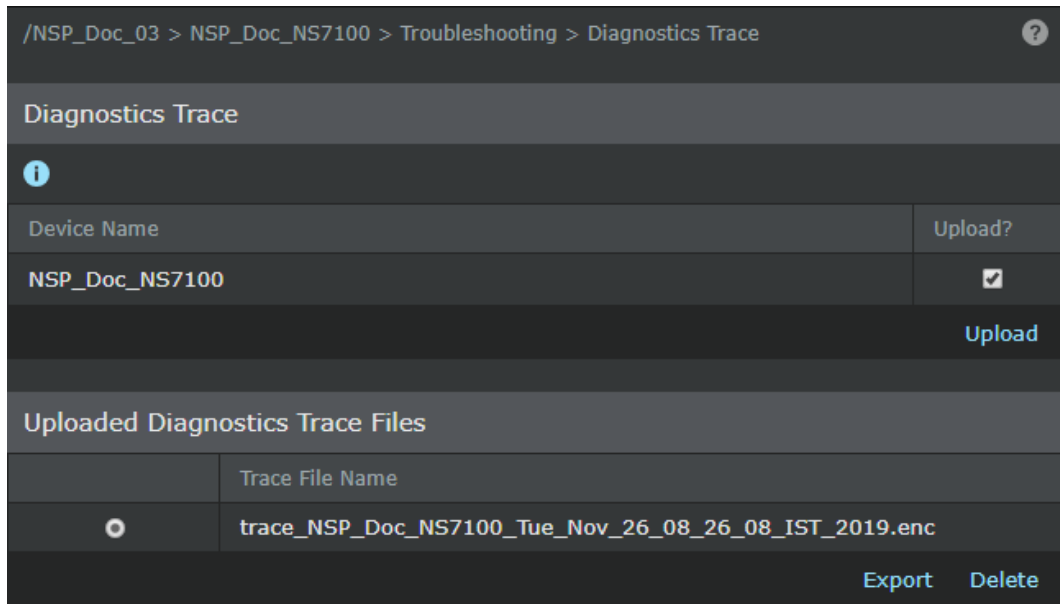 /NSP_Doc_03 > NSP_Doc_NS7100 > Troubleshooting > Diagnostics Trace ?
Diagnostics Trace
i
Device Name Upload?
NSP_Doc_NS7100
Upload
Uploaded Diagnostics Trace Files
Trace File Name
trace_NSP_Doc_NS7100_Tue_Nov_26_08_26_08_IST_2019.enc
Export Delete